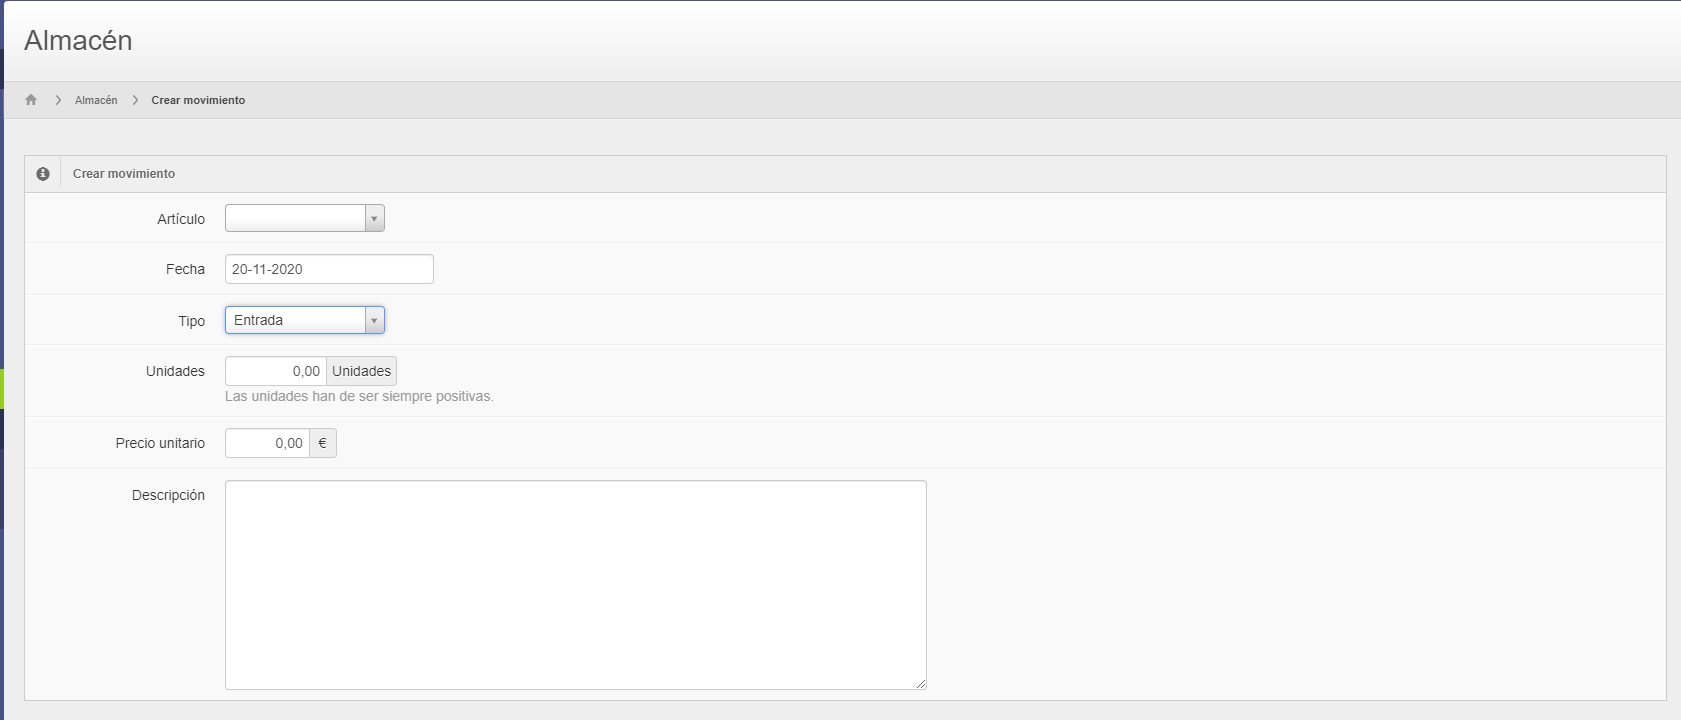 Almacén
Almacén Crear movimiento
Crear movimiento
Artículo
Fecha 20-11-2020
Tipo Entrada
Unidades 0,00 Unidades
Las unidades han de ser siempre positivas.
Precio unitario 0,00 €
Descripción